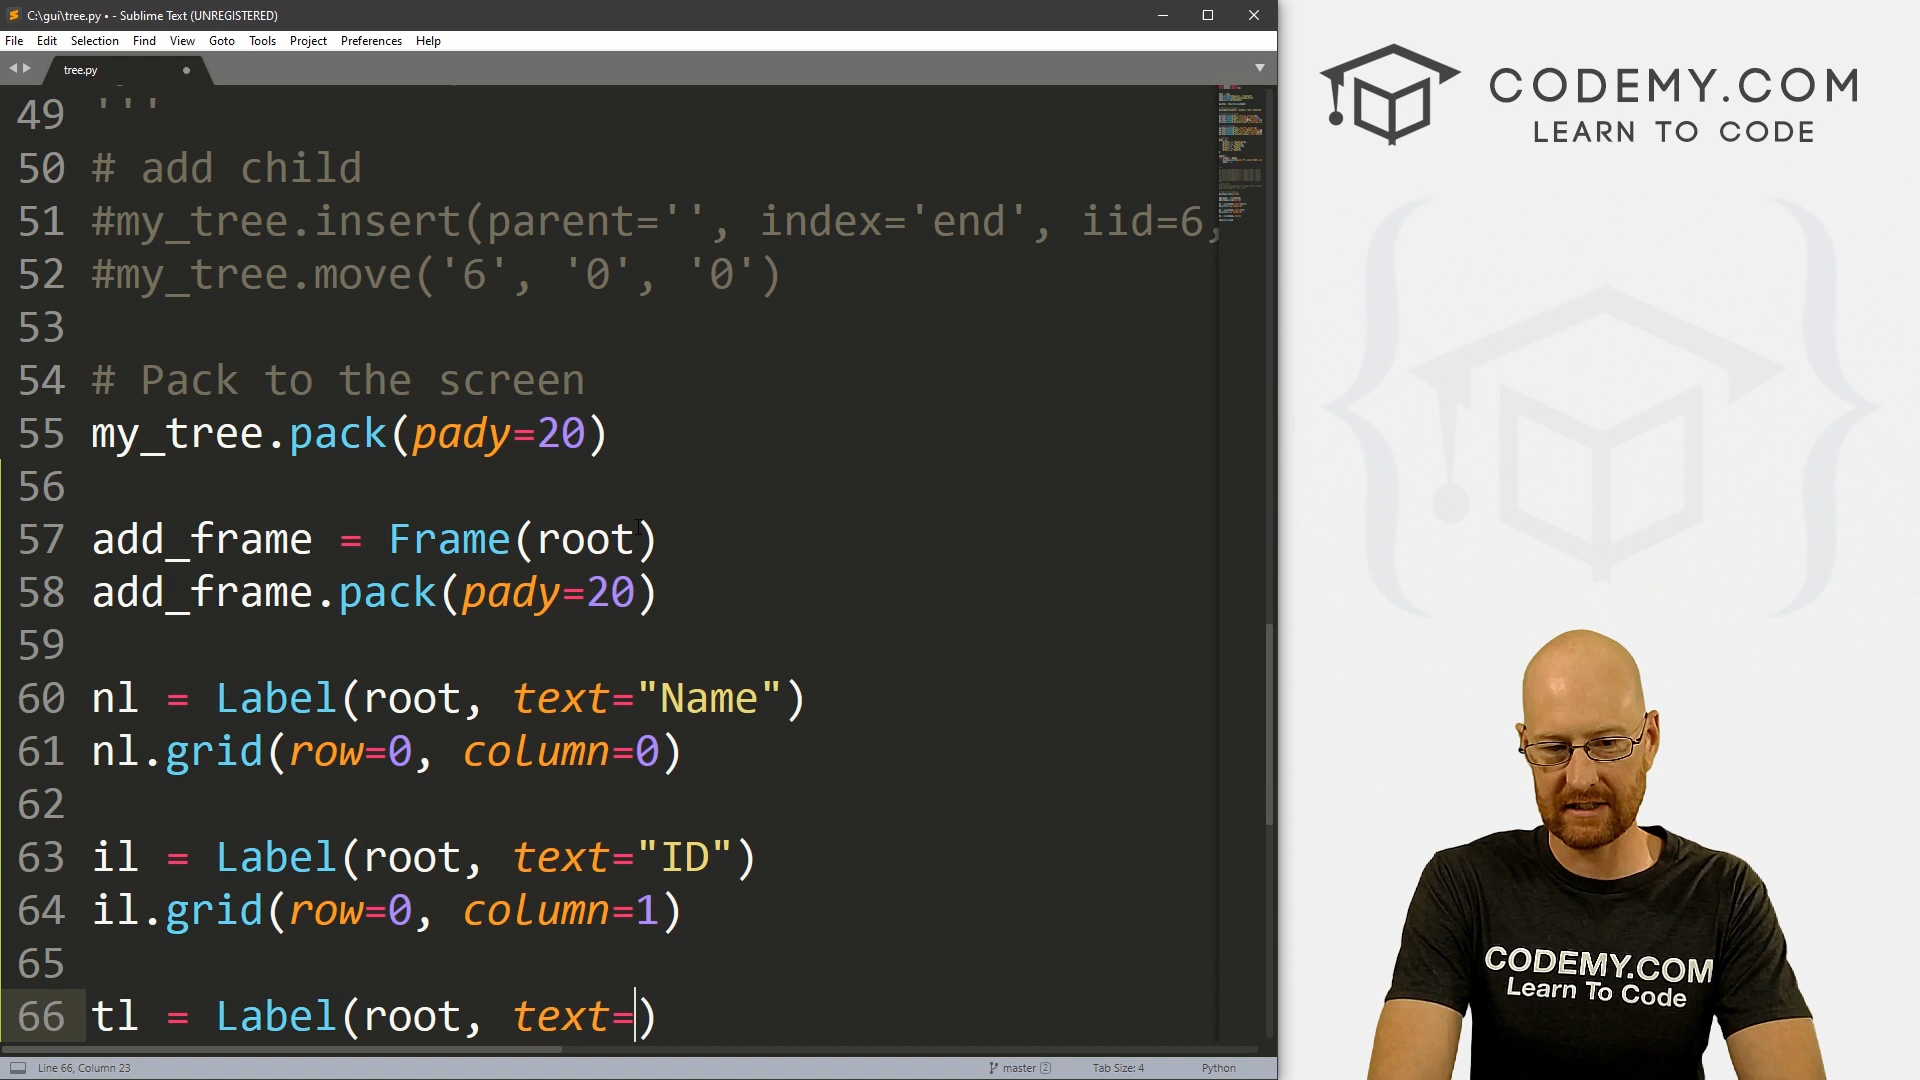 C:\gui\tree.py • - Sublime Text (UNREGISTERED)
File Edit Selection Find View Goto Tools Project Preferences Help
tree.py
49 '''
50 # add child
51 #my_tree.insert(parent='', index='end', iid=6,
52 #my_tree.move('6', '0', '0')
53
54 # Pack to the screen
55 my_tree.pack(pady=20)
56
57 add_frame = Frame(root)
58 add_frame.pack(pady=20)
59
60 nl = Label(root, text="Name")
61 nl.grid(row=0, column=0)
62
63 il = Label(root, text="ID")
64 il.grid(row=0, column=1)
65
66 tl = Label(root, text=)
Line 66, Column 23
master 2
Tab Size: 4
Python
CODEMY.COM
LEARN TO CODE
CODEMY.COM
Learn To Code